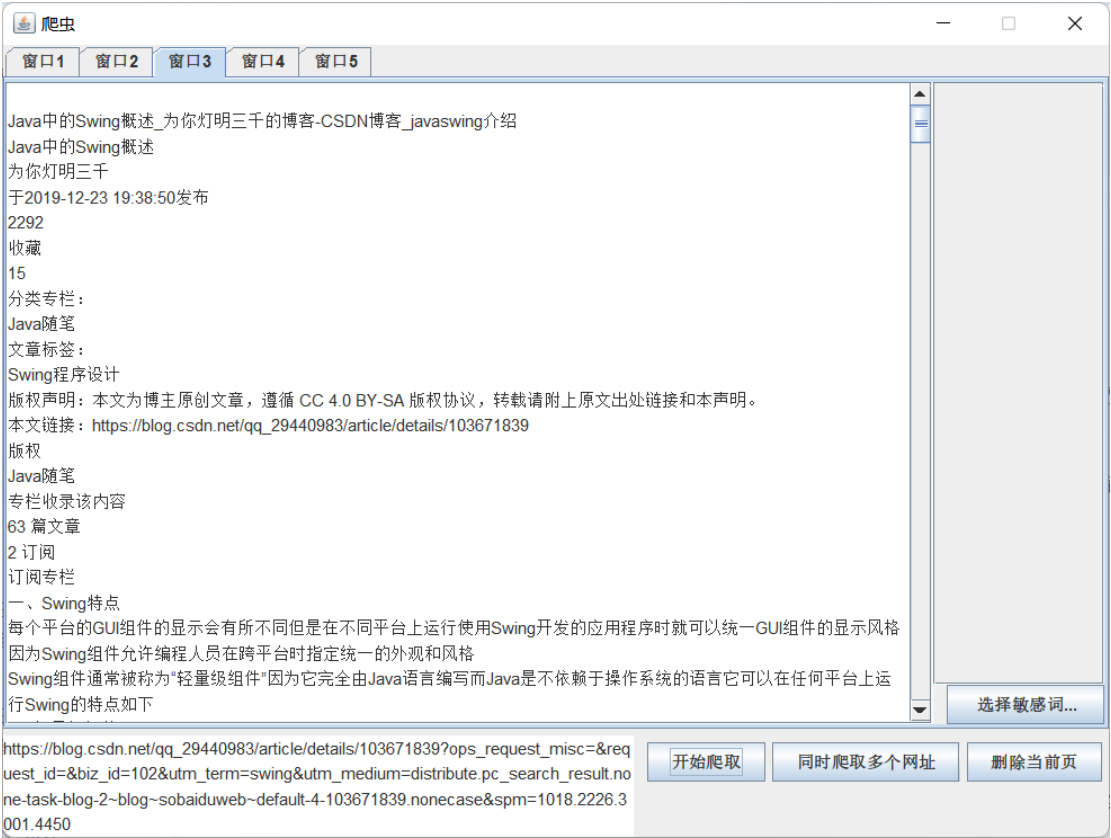 爬虫
窗口1 窗口2 窗口3 窗口4 窗口5
Java中的Swing概述_为你灯明三千的博客-CSDN博客_javaswing介绍
Java中的Swing概述
为你灯明三千
于2019-12-23 19:38:50发布
2292
收藏
15
分类专栏：
Java随笔
文章标签：
Swing程序设计
版权声明：本文为博主原创文章，遵循 CC 4.0 BY-SA 版权协议，转载请附上原文出处链接和本声明。
本文链接：https://blog.csdn.net/qq_29440983/article/details/103671839
版权
Java随笔
专栏收录该内容
63 篇文章
2 订阅
订阅专栏
一、Swing特点
每个平台的GUI组件的显示会有所不同但是在不同平台上运行使用Swing开发的应用程序时就可以统一GUI组件的显示风格
因为Swing组件允许编程人员在跨平台时指定统一的外观和风格
Swing组件通常被称为“轻量级组件”因为它完全由Java语言编写而Java是不依赖于操作系统的语言它可以在任何平台上运
行Swing的特点如下
选择敏感词...
https://blog.csdn.net/qq_29440983/article/details/103671839?ops_request_misc=&req
uest_id=&biz_id=102&utm_term=swing&utm_medium=distribute.pc_search_result.no
ne-task-blog-2~blog~sobaiduweb~default-4-103671839.nonecase&spm=1018.2226.3
001.4450
开始爬取 同时爬取多个网址 删除当前页